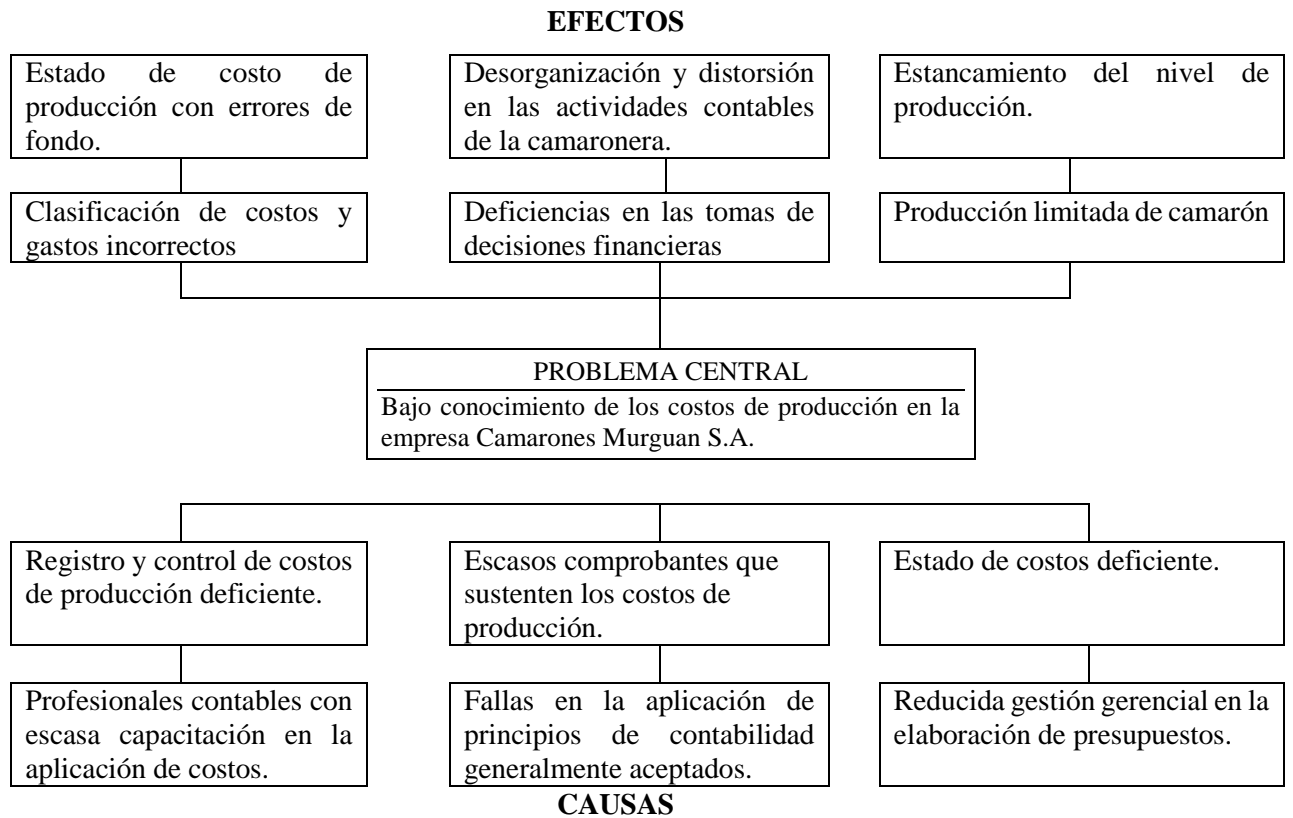 EFECTOS
Estado de costo de
producción con errores de
fondo.
Desorganización y distorsión
en las actividades contables
de la camaronera.
Estancamiento del nivel de
producción.
Clasificación de costos y
gastos incorrectos
Deficiencias en las tomas de
decisiones financieras
Producción limitada de camarón
PROBLEMA CENTRAL
Bajo conocimiento de los costos de producción en la
empresa Camarones Murguan S.A.
Registro y control de costos
de producción deficiente.
Escasos comprobantes que
sustenten los costos de
producción.
Estado de costos deficiente.
Profesionales contables con
escasa capacitación en la
aplicación de costos.
Fallas en la aplicación de
principios de contabilidad
generalmente aceptados.
Reducida gestión gerencial en la
elaboración de presupuestos.
CAUSAS